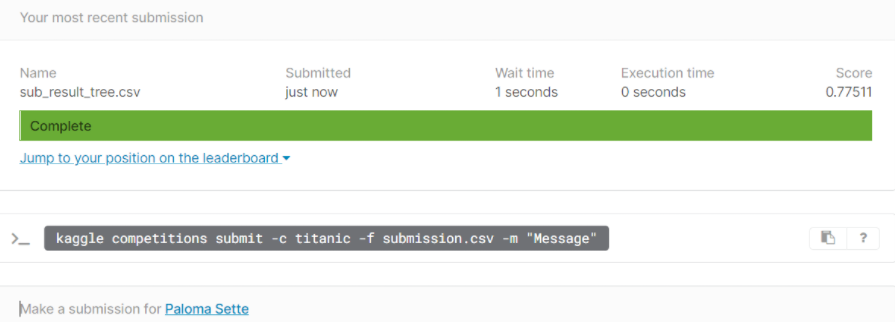 Your most recent submission
Name Submitted Wait time Execution time Score
sub_result_tree.csv just now 1 seconds 0 seconds 0.77511
Complete
Jump to your position on the leaderboard
>_ kaggle competitions submit -c titanic -f submission.csv -m "Message" ?
Make a submission for Paloma Sette